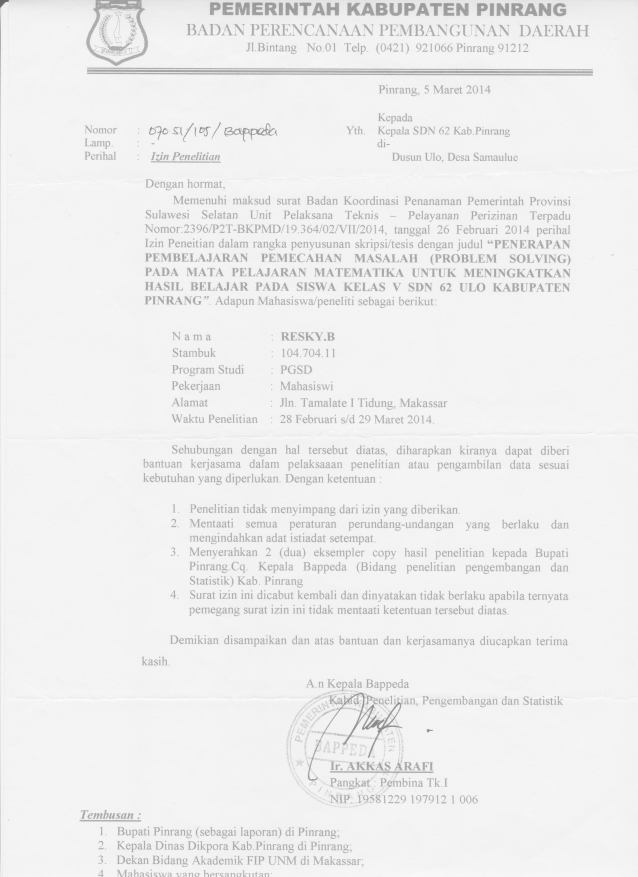 PEMERINTAH KABUPATEN PINRANG
BADAN PERENCANAAN PEMBANGUNAN DAERAH
Jl.Bintang No.01 Telp. (0421) 921066 Pinrang 91212
Pinrang, 5 Maret 2014
Kepada
Nomor : 070 51/105/Bappeda Yth. Kepala SDN 62 Kab.Pinrang
Lamp. : - di-
Perihal : Izin Penelitian Dusun Ulo, Desa Samaulue
Dengan hormat,
Memenuhi maksud surat Badan Koordinasi Penanaman Pemerintah Provinsi
Sulawesi Selatan Unit Pelaksana Teknis – Pelayanan Perizinan Terpadu
Nomor:2396/P2T-BKPMD/19.364/02/VII/2014, tanggal 26 Februari 2014 perihal
Izin Peneitian dalam rangka penyusunan skripsi/tesis dengan judul "PENERAPAN
PEMBELAJARAN PEMECAHAN MASALAH (PROBLEM SOLVING)
PADA MATA PELAJARAN MATEMATIKA UNTUK MENINGKATKAN
HASIL BELAJAR PADA SISWA KELAS V SDN 62 ULO KABUPATEN
PINRANG". Adapun Mahasiswa/peneliti sebagai berikut:
N a m a : RESKY.B
Stambuk : 104.704.11
Program Studi : PGSD
Pekerjaan : Mahasiswi
Alamat : Jln. Tamalate I Tidung, Makassar
Waktu Penelitian : 28 Februari s/d 29 Maret 2014.
Sehubungan dengan hal tersebut diatas, diharapkan kiranya dapat diberi
bantuan kerjasama dalam pelaksaaan penelitian atau pengambilan data sesuai
kebutuhan yang diperlukan. Dengan ketentuan :
1. Penelitian tidak menyimpang dari izin yang diberikan.
2. Mentaati semua peraturan perundang-undangan yang berlaku dan
mengindahkan adat istiadat setempat.
3. Menyerahkan 2 (dua) eksempler copy hasil penelitian kepada Bupati
Pinrang.Cq. Kepala Bappeda (Bidang penelitian pengembangan dan
Statistik) Kab. Pinrang
4. Surat izin ini dicabut kembali dan dinyatakan tidak berlaku apabila ternyata
pemegang surat izin ini tidak mentaati ketentuan tersebut diatas.
Demikian disampaikan dan atas bantuan dan kerjasamanya diucapkan terima
kasih.
A.n Kepala Bappeda
Kabid. Penelitian, Pengembangan dan Statistik
BAPPEDA
Ir. AKKAS ARAFI
Pangkat : Pembina Tk.I
NIP. 19581229 197912 1 006
Tembusan :
1. Bupati Pinrang (sebagai laporan) di Pinrang;
2. Kepala Dinas Dikpora Kab.Pinrang di Pinrang;
3. Dekan Bidang Akademik FIP UNM di Makassar;
4. Mahasiswa yang bersangkutan;